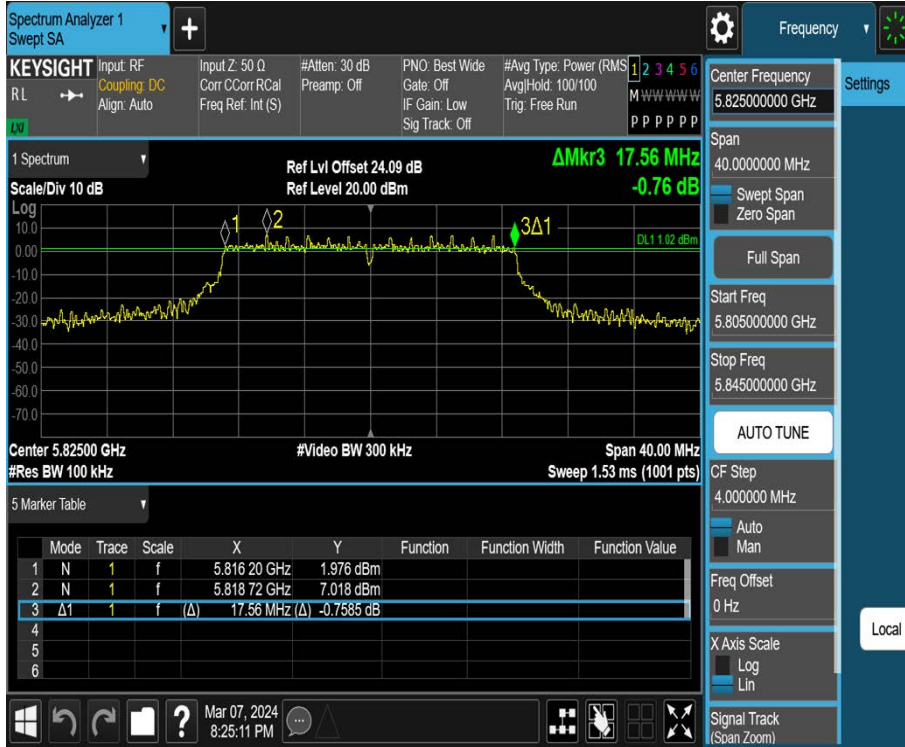 Spectrum Analyzer 1
Swept SA
+
Frequency
KEYSIGHT
RL
LXI
Input: RF
Coupling: DC
Align: Auto
Input Z: 50 Ω
Corr CCorr RCal
Freq Ref: Int (S)
#Atten: 30 dB
Preamp: Off
PNO: Best Wide
Gate: Off
IF Gain: Low
Sig Track: Off
#Avg Type: Power (RMS
Avg|Hold: 100/100
Trig: Free Run
1 2 3 4 5 6
M W W W W W
P P P P P P
1 Spectrum
Scale/Div 10 dB
Ref Lvl Offset 24.09 dB
Ref Level 20.00 dBm
ΔMkr3 17.56 MHz
-0.76 dB
Log
10.0
0.00
-10.0
-20.0
-30.0
-40.0
-50.0
-60.0
-70.0
1
2
3Δ1
DL1 1.02 dBm
Center 5.82500 GHz
#Res BW 100 kHz
#Video BW 300 kHz
Span 40.00 MHz
Sweep 1.53 ms (1001 pts)
5 Marker Table
Mode Trace Scale X Y Function Function Width Function Value
1 N 1 f 5.816 20 GHz 1.976 dBm
2 N 1 f 5.818 72 GHz 7.018 dBm
3 Δ1 1 f (Δ) 17.56 MHz (Δ) -0.7585 dB
4
5
6
?
Mar 07, 2024
8:25:11 PM
Center Frequency
5.825000000 GHz
Settings
Span
40.0000000 MHz
Swept Span
Zero Span
Full Span
Start Freq
5.805000000 GHz
Stop Freq
5.845000000 GHz
AUTO TUNE
CF Step
4.000000 MHz
Auto
Man
Freq Offset
0 Hz
Local
X Axis Scale
Log
Lin
Signal Track
(Span Zoom)